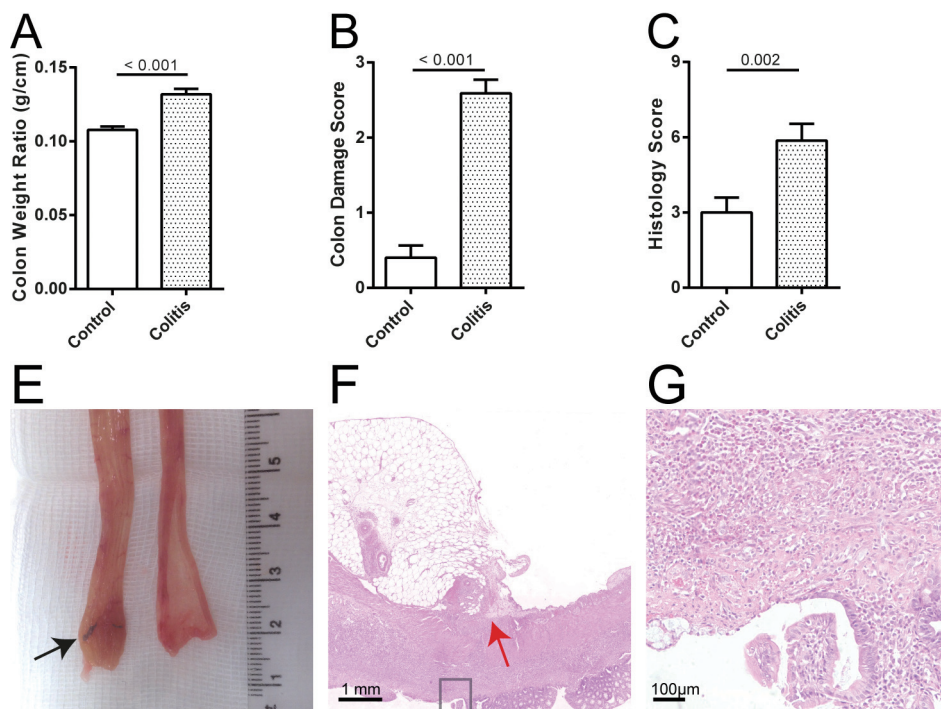 A
Colon Weight Ratio (g/cm)
0.15
0.10
0.05
0.00
< 0.001
Control
Colitis
B
Colon Damage Score
3
2
1
0
< 0.001
Control
Colitis
C
Histology Score
9
6
3
0
0.002
Control
Colitis
E
5
4
3
2
1
F
1 mm
G
100µm